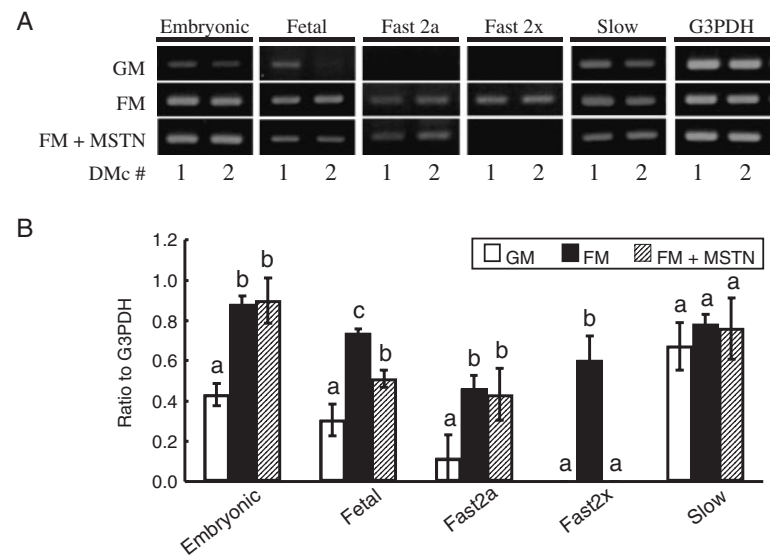 A
Embryonic Fetal Fast 2a Fast 2x Slow G3PDH
GM
FM
FM + MSTN
DMc # 1 2 1 2 1 2 1 2 1 2 1 2
B
Ratio to G3PDH
1.2
1.0
0.8
0.6
0.4
0.2
0.0
GM FM FM + MSTN
a b b
a c b
a b b
a b a
a a a
Embryonic Fetal Fast2a Fast2x Slow